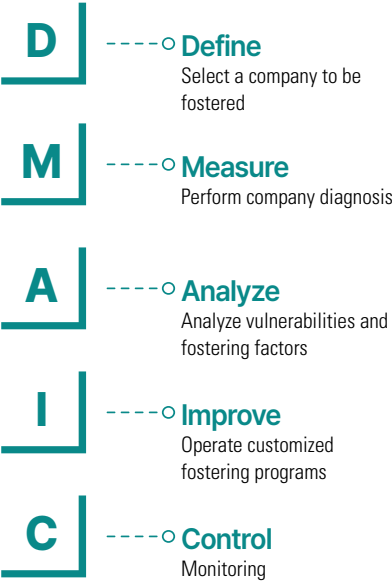 D
Define
Select a company to be
fostered
M
Measure
Perform company diagnosis
A
Analyze
Analyze vulnerabilities and
fostering factors
I
Improve
Operate customized
fostering programs
C
Control
Monitoring